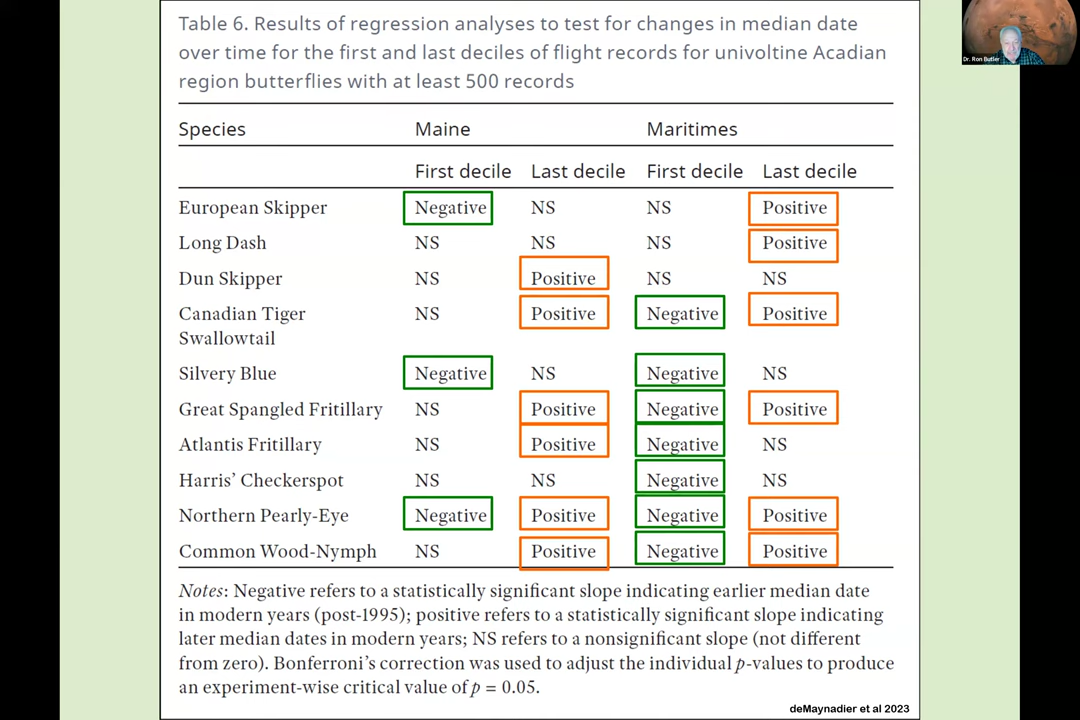 Table 6. Results of regression analyses to test for changes in median date
over time for the first and last deciles of flight records for univoltine Acadian
region butterflies with at least 500 records
Species Maine Maritimes
First decile Last decile First decile Last decile
European Skipper Negative NS NS Positive
Long Dash NS NS NS Positive
Dun Skipper NS Positive NS NS
Canadian Tiger NS Positive Negative Positive
Swallowtail
Silvery Blue Negative NS Negative NS
Great Spangled Fritillary NS Positive Negative Positive
Atlantis Fritillary NS Positive Negative NS
Harris’ Checkerspot NS NS Negative NS
Northern Pearly-Eye Negative Positive Negative Positive
Common Wood-Nymph NS Positive Negative Positive
Notes: Negative refers to a statistically significant slope indicating earlier median date
in modern years (post-1995); positive refers to a statistically significant slope indicating
later median dates in modern years; NS refers to a nonsignificant slope (not different
from zero). Bonferroni’s correction was used to adjust the individual p-values to produce
an experiment-wise critical value of p = 0.05.
deMaynadier et al 2023
Dr. Ron Butler